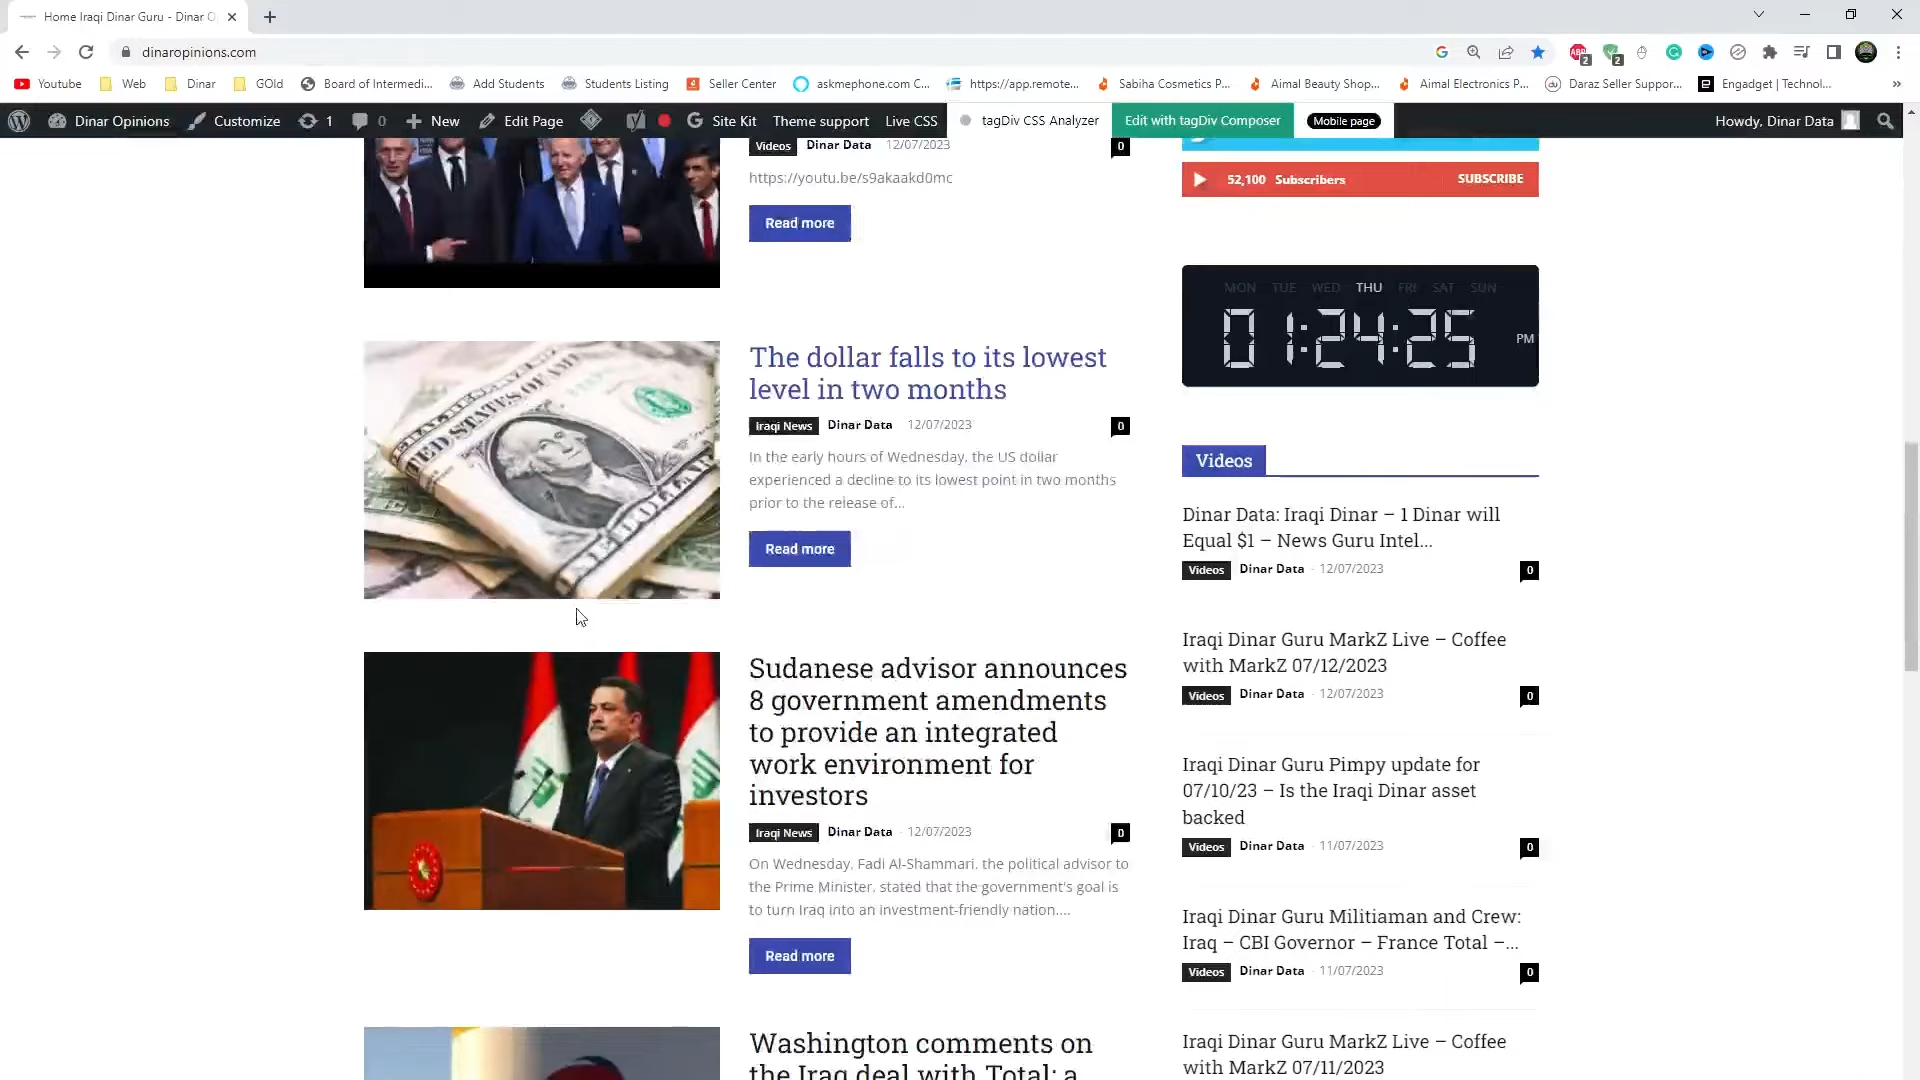 Home Iraqi Dinar Guru - Dinar O
dinaropinions.com
2
2
Youtube
Web
Dinar
GOld
Board of Intermedi...
Add Students
Students Listing
Seller Center
askmephone.com C...
https://app.remote...
Sabiha Cosmetics P...
Aimal Beauty Shop...
Aimal Electronics P...
Daraz Seller Suppor...
Engadget | Technol...
»
Dinar Opinions
Customize
1
0
New
Edit Page
Site Kit
Theme support
Live CSS
tagDiv CSS Analyzer
Edit with tagDiv Composer
Mobile page
Howdy, Dinar Data
Videos Dinar Data 12/07/2023 0
https://youtu.be/s9akaakd0mc
Read more
The dollar falls to its lowest
level in two months
Iraqi News Dinar Data - 12/07/2023 0
In the early hours of Wednesday, the US dollar
experienced a decline to its lowest point in two months
prior to the release of...
Read more
Sudanese advisor announces
8 government amendments
to provide an integrated
work environment for
investors
Iraqi News Dinar Data - 12/07/2023 0
On Wednesday, Fadi Al-Shammari, the political advisor to
the Prime Minister, stated that the government's goal is
to turn Iraq into an investment-friendly nation....
Read more
Washington comments on
the Iraq deal with Total: a
52,100 Subscribers SUBSCRIBE
MON TUE WED THU FRI SAT SUN
01:24:25 PM
Videos
Dinar Data: Iraqi Dinar – 1 Dinar will
Equal $1 – News Guru Intel...
Videos Dinar Data - 12/07/2023 0
Iraqi Dinar Guru MarkZ Live – Coffee
with MarkZ 07/12/2023
Videos Dinar Data - 12/07/2023 0
Iraqi Dinar Guru Pimpy update for
07/10/23 – Is the Iraqi Dinar asset
backed
Videos Dinar Data - 11/07/2023 0
Iraqi Dinar Guru Militiaman and Crew:
Iraq – CBI Governor – France Total –...
Videos Dinar Data - 11/07/2023 0
Iraqi Dinar Guru MarkZ Live – Coffee
with MarkZ 07/11/2023